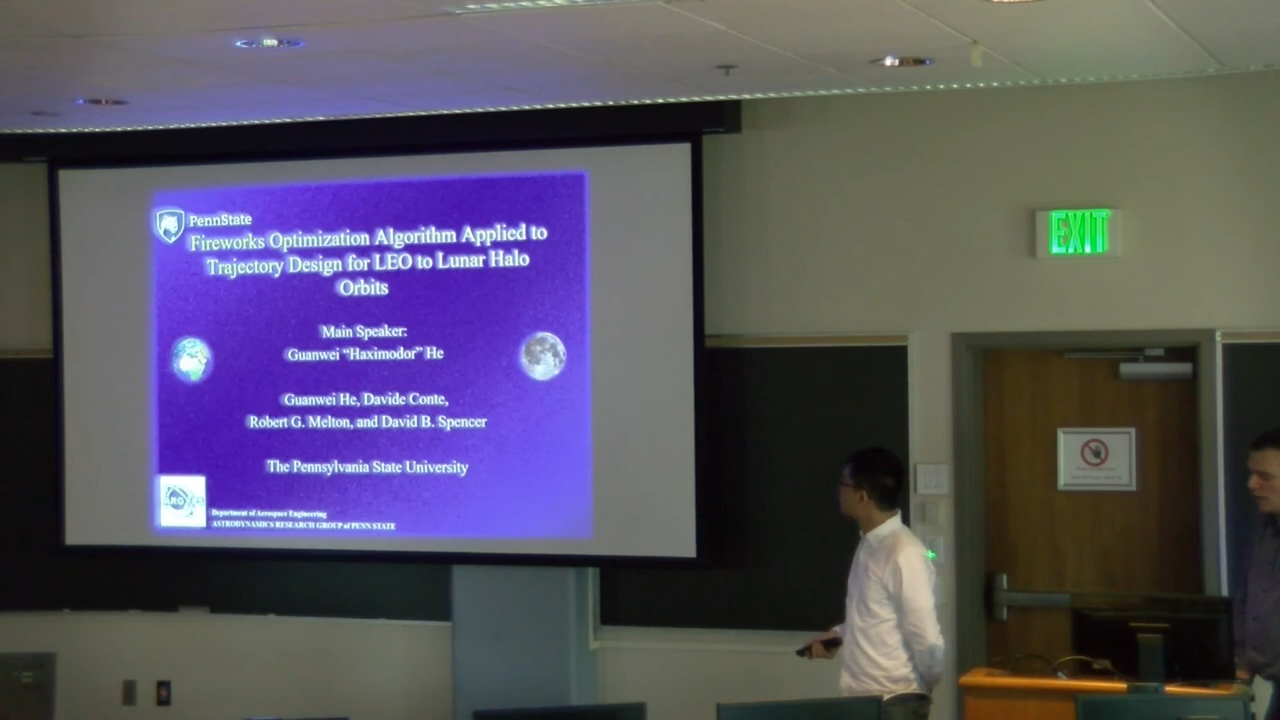 PennState
Fireworks Optimization Algorithm Applied to
Trajectory Design for LEO to Lunar Halo
Orbits
Main Speaker:
Guanwei “Haximodor” He
Guanwei He, Davide Conte,
Robert G. Melton, and David B. Spencer
The Pennsylvania State University
Department of Aerospace Engineering
ASTRODYNAMICS RESEARCH GROUP of PENN STATE
EXIT